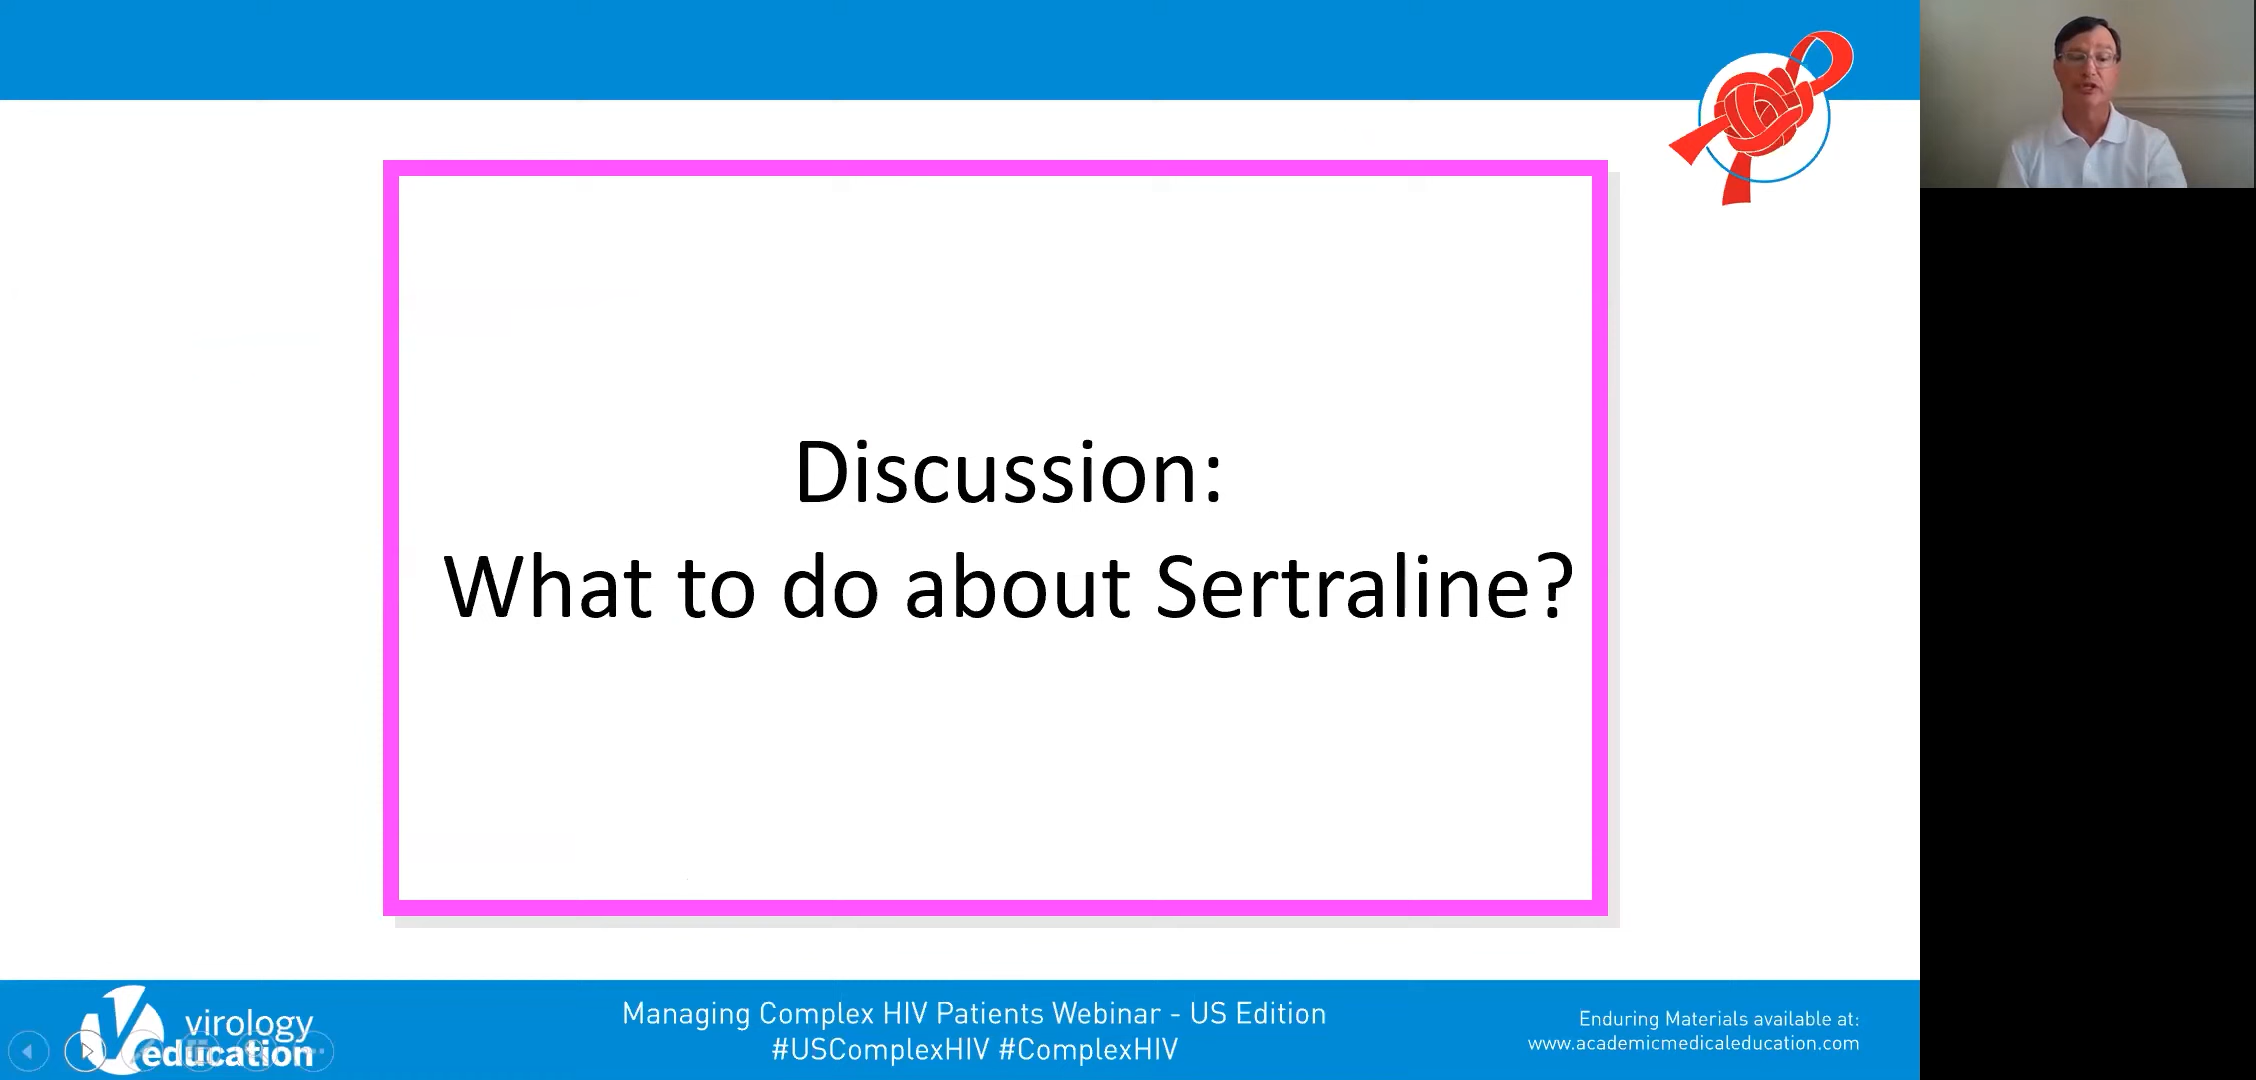 Discussion:
What to do about Sertraline?
virology
education
Managing Complex HIV Patients Webinar - US Edition
#USComplexHIV #ComplexHIV
Enduring Materials available at:
www.academicmedicaleducation.com